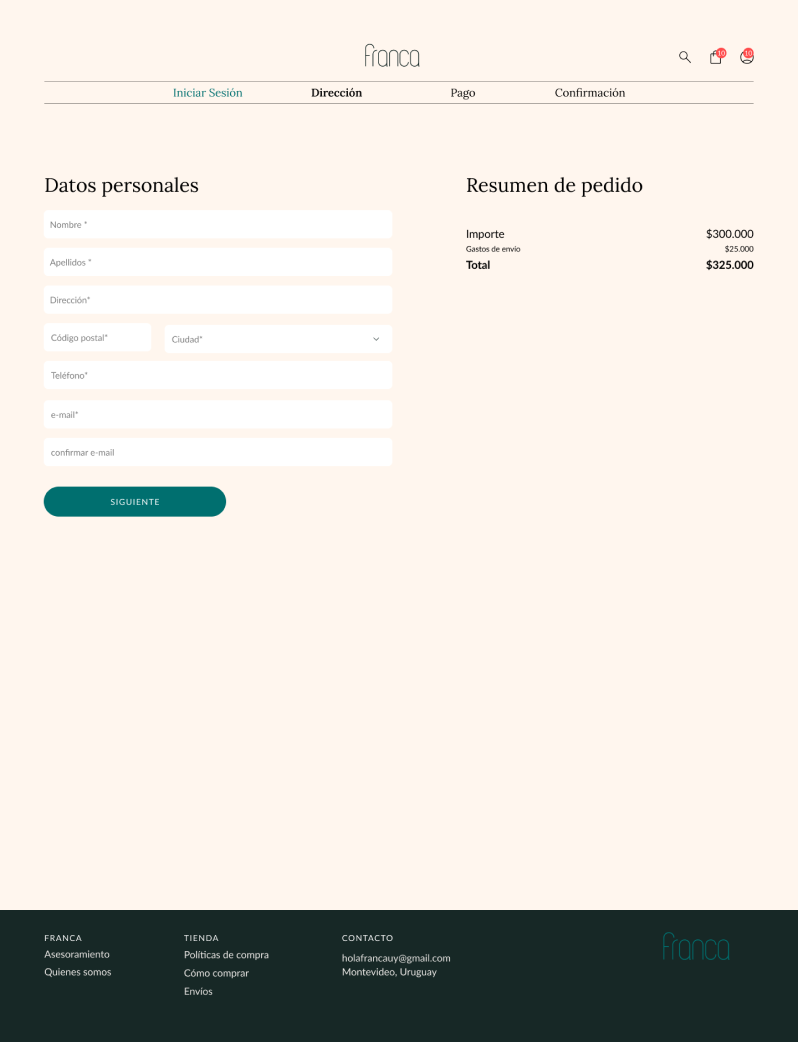 franca
10 10
Iniciar Sesión Dirección Pago Confirmación
Datos personales
Nombre *
Apellidos *
Dirección*
Código postal* Ciudad*
Teléfono*
e-mail*
confirmar e-mail
SIGUIENTE
Resumen de pedido
Importe $300.000
Gastos de envío $25.000
Total $325.000
FRANCA
Asesoramiento
Quienes somos
TIENDA
Políticas de compra
Cómo comprar
Envíos
CONTACTO
holafrancauy@gmail.com
Montevideo, Uruguay
franca